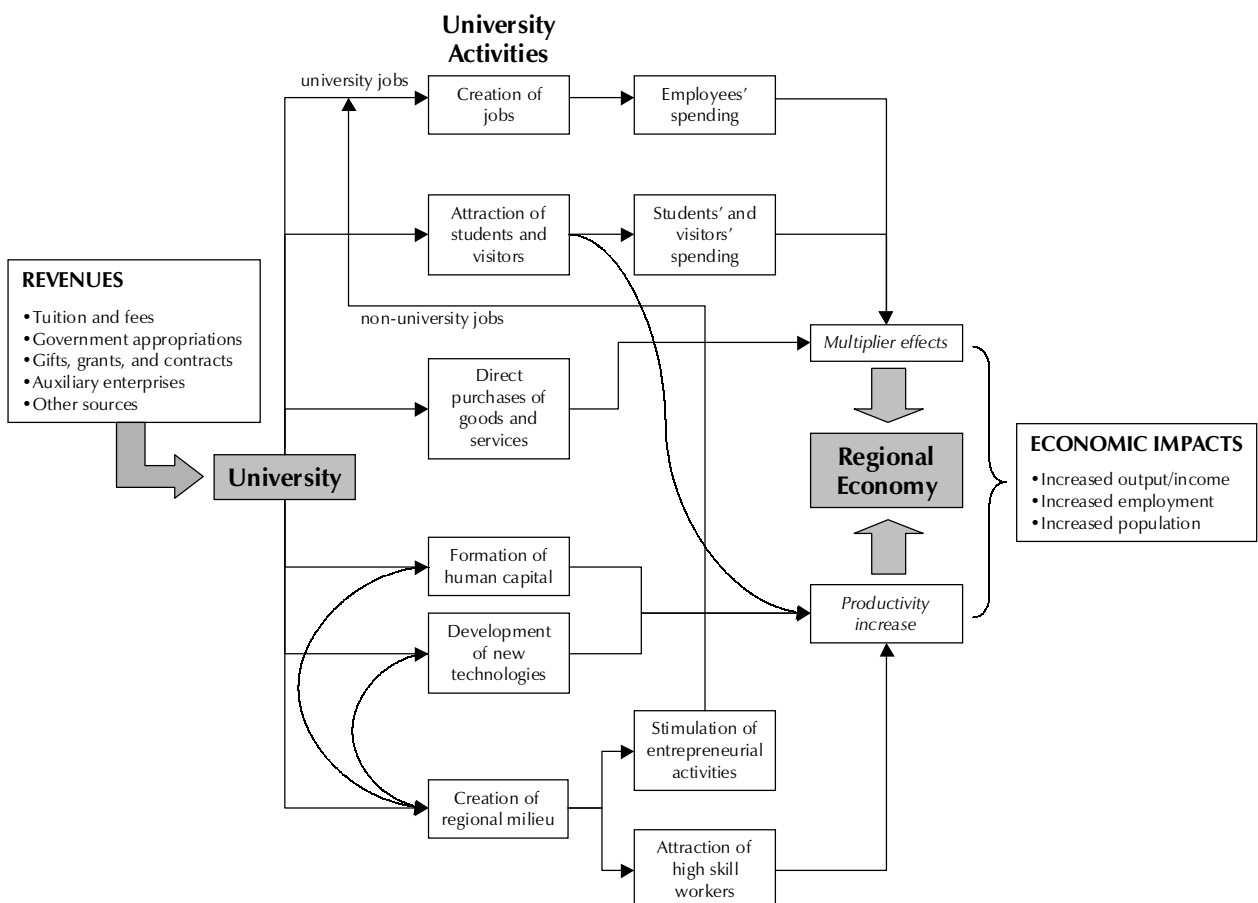 University
Activities
university jobs
Creation of
jobs
Employees’
spending
Attraction of
students and
visitors
Students’ and
visitors’
spending
REVENUES
•Tuition and fees
•Government appropriations
•Gifts, grants, and contracts
•Auxiliary enterprises
•Other sources
non-university jobs
Multiplier effects
Direct
purchases of
goods and
services
University
Regional
Economy
ECONOMIC IMPACTS
•Increased output/income
•Increased employment
•Increased population
Formation of
human capital
Productivity
increase
Development
of new
technologies
Stimulation of
entrepreneurial
activities
Creation of
regional milieu
Attraction of
high skill
workers